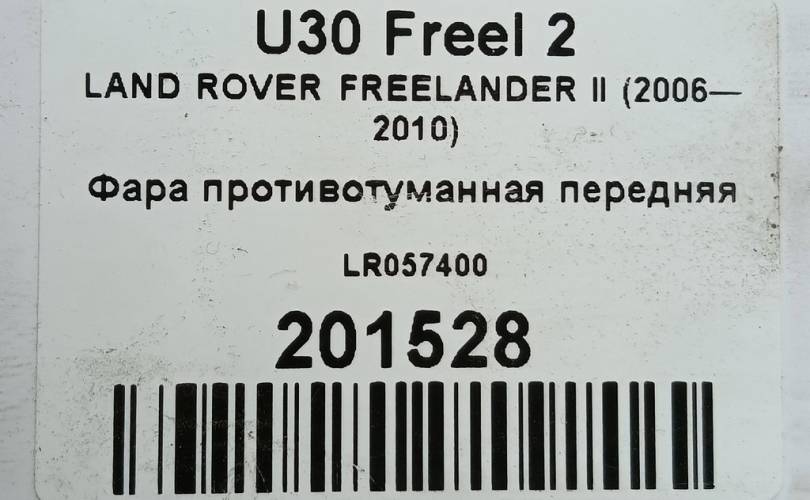 U30 Freel 2
LAND ROVER FREELANDER II (2006—
2010)
Фара противотуманная передняя
LR057400
201528